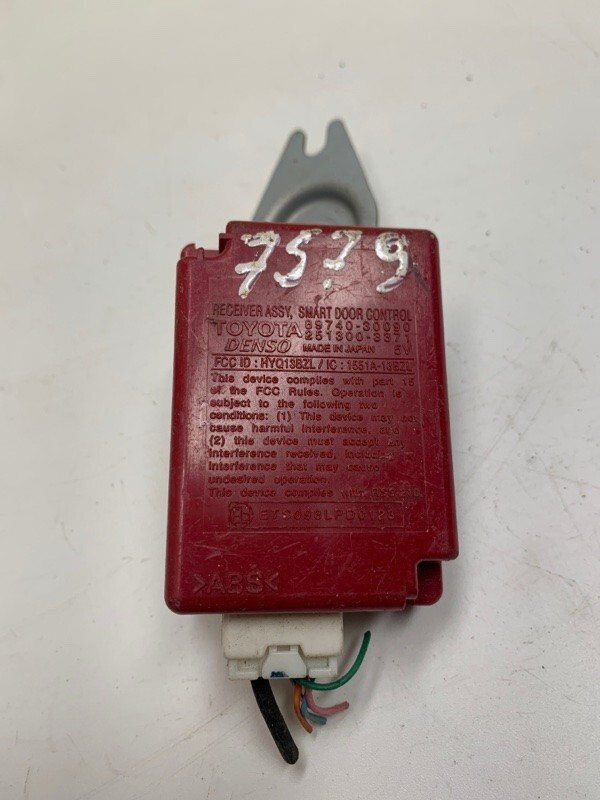 7579
RECEIVER ASSY, SMART DOOR CONTROL
TOYOTA 89740-30090
DENSO 251300-3371
MADE IN JAPAN 5V
FCC ID : HYQ13BZL / IC : 1551A-13BZL
This device complies with part 15
of the FCC Rules. Operation is
subject to the following two
conditions: (1) This device may not
cause harmful interference, and
(2) this device must accept any
interference received, including
interference that may cause
undesired operation.
This device complies with
>ABS<